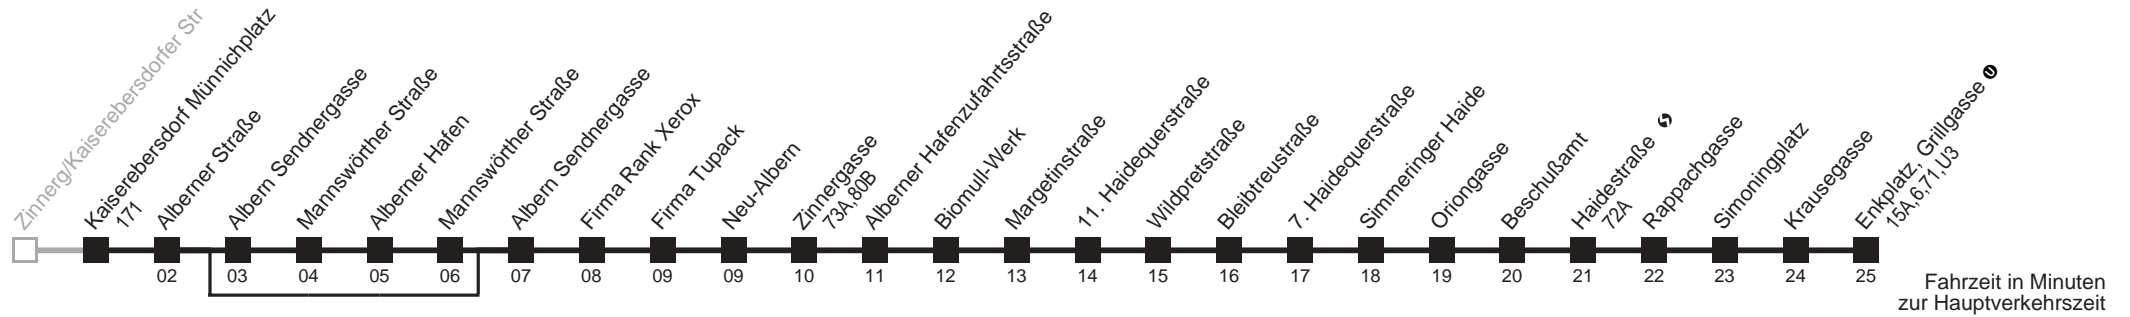 Zinnerg/Kaiserebersdorfer Str
Kaiserebersdorf Münnichplatz
171
Alberner Straße
Albern Sendnergasse
Mannswörther Straße
Alberner Hafen
Mannswörther Straße
Albern Sendnergasse
Firma Rank Xerox
Firma Tupack
Neu-Albern
Zinnergasse
73A,80B
Alberner Hafenzufahrtsstraße
Biomull-Werk
Margetinstraße
11. Haidequerstraße
Wildpretstraße
Bleibtreustraße
7. Haidequerstraße
Simmeringer Haide
Oriongasse
Beschußamt
Haidestraße
72A
Rappachgasse
Simoningplatz
Krausegasse
Enkplatz, Grillgasse U
15A,6,71,U3
02 03 04 05 06 07 08 09 09 10 11 12 13 14 15 16 17 18 19 20 21 22 23 24 25
Fahrzeit in Minuten
zur Hauptverkehrszeit